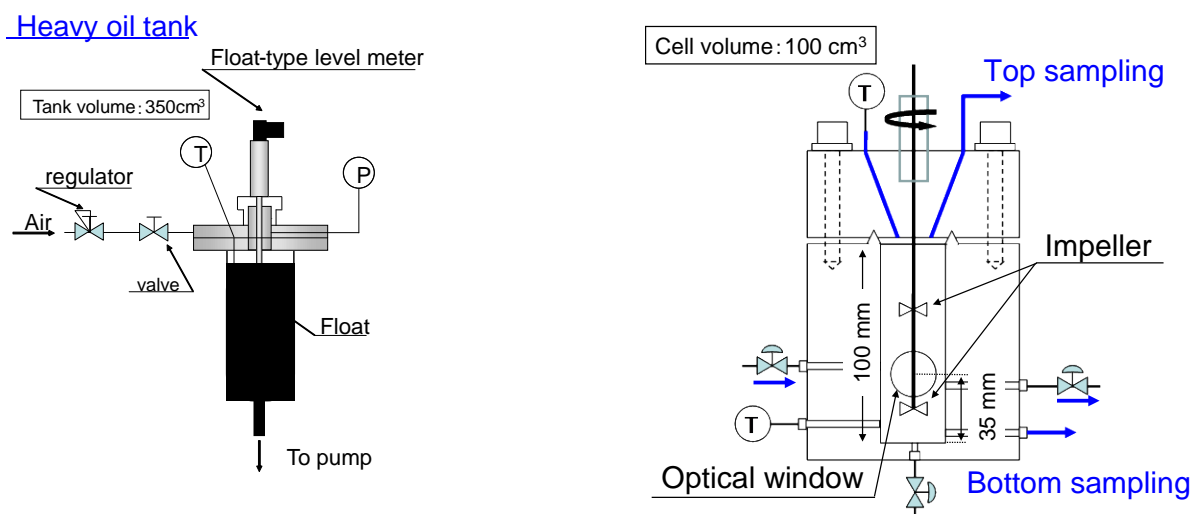 Heavy oil tank
Float-type level meter
Tank volume：350cm³
T
P
regulator
Air
valve
Float
To pump
Cell volume：100 cm³
Top sampling
T
Impeller
100 mm
35 mm
T
Optical window
Bottom sampling